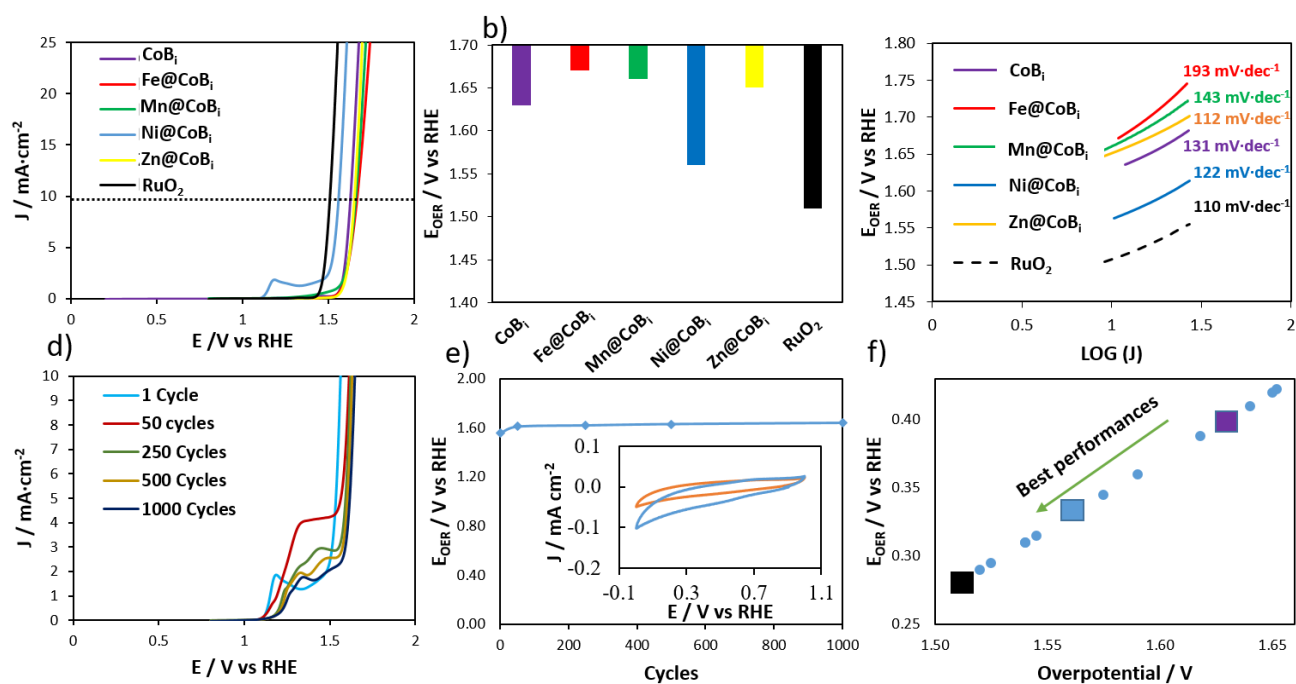 25
20
15
10
5
0
J / mA·cm⁻²
CoBᵢ
Fe@CoBᵢ
Mn@CoBᵢ
Ni@CoBᵢ
Zn@CoBᵢ
RuO₂
0
0.5
1
1.5
2
E /V vs RHE
b)
1.70
1.65
1.60
1.55
1.50
1.45
1.40
E_OER / V vs RHE
CoBᵢ
Fe@CoBᵢ
Mn@CoBᵢ
Ni@CoBᵢ
Zn@CoBᵢ
RuO₂
1.80
1.75
1.70
1.65
1.60
1.55
1.50
1.45
E_OER / V vs RHE
CoBᵢ
Fe@CoBᵢ
Mn@CoBᵢ
Ni@CoBᵢ
Zn@CoBᵢ
RuO₂
193 mV·dec⁻¹
143 mV·dec⁻¹
112 mV·dec⁻¹
131 mV·dec⁻¹
122 mV·dec⁻¹
110 mV·dec⁻¹
0.0
0.5
1.0
1.5
2.0
LOG (J)
d)
10
9
8
7
6
5
4
3
2
1
0
J / mA·cm⁻²
1 Cycle
50 cycles
250 Cycles
500 Cycles
1000 Cycles
0
0.5
1
1.5
2
E /V vs RHE
e)
2.00
1.60
1.20
0.80
0.40
0.00
E_OER / V vs RHE
0.1
0.0
-0.1
-0.2
J / mA cm⁻²
-0.1
0.3
0.7
1.1
E / V vs RHE
0
200
400
600
800
1000
Cycles
f)
0.40
0.35
0.30
0.25
E_OER / V vs RHE
Best performances
1.50
1.55
1.60
1.65
Overpotential / V